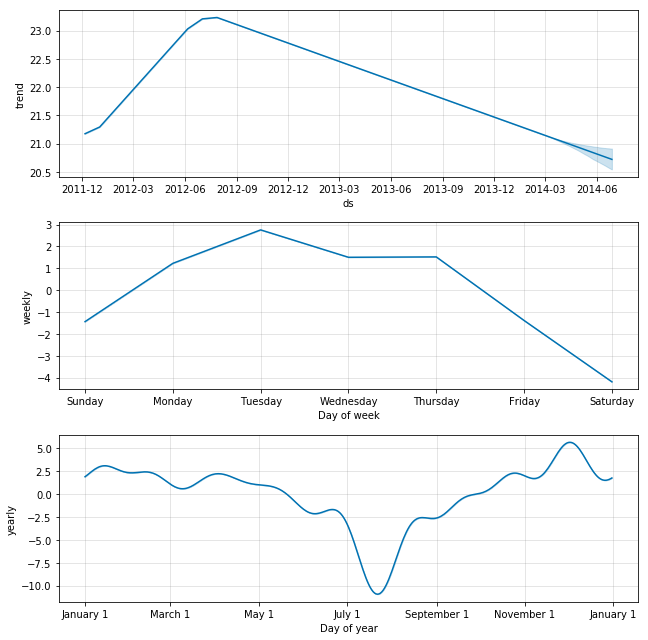 trend
23.0
22.5
22.0
21.5
21.0
20.5
2011-12 2012-03 2012-06 2012-09 2012-12 2013-03 2013-06 2013-09 2013-12 2014-03 2014-06
ds
weekly
3
2
1
0
−1
−2
−3
−4
Sunday Monday Tuesday Wednesday Thursday Friday Saturday
Day of week
yearly
5.0
2.5
0.0
−2.5
−5.0
−7.5
−10.0
January 1 March 1 May 1 July 1 September 1 November 1 January 1
Day of year